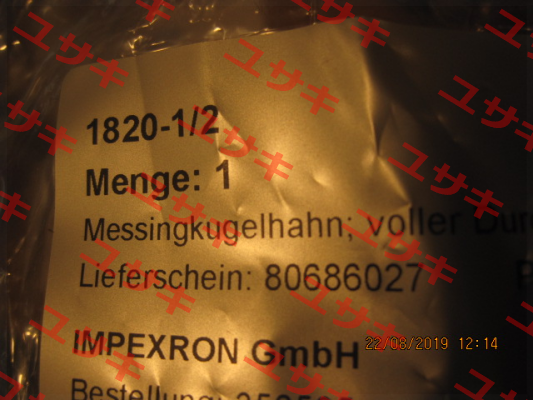 1820-1/2
Menge: 1
Messingkugelhahn; voller
Lieferschein: 80686027
IMPEXRON GmbH
22/08/2019 12:14
Bestellung:
ユサキ